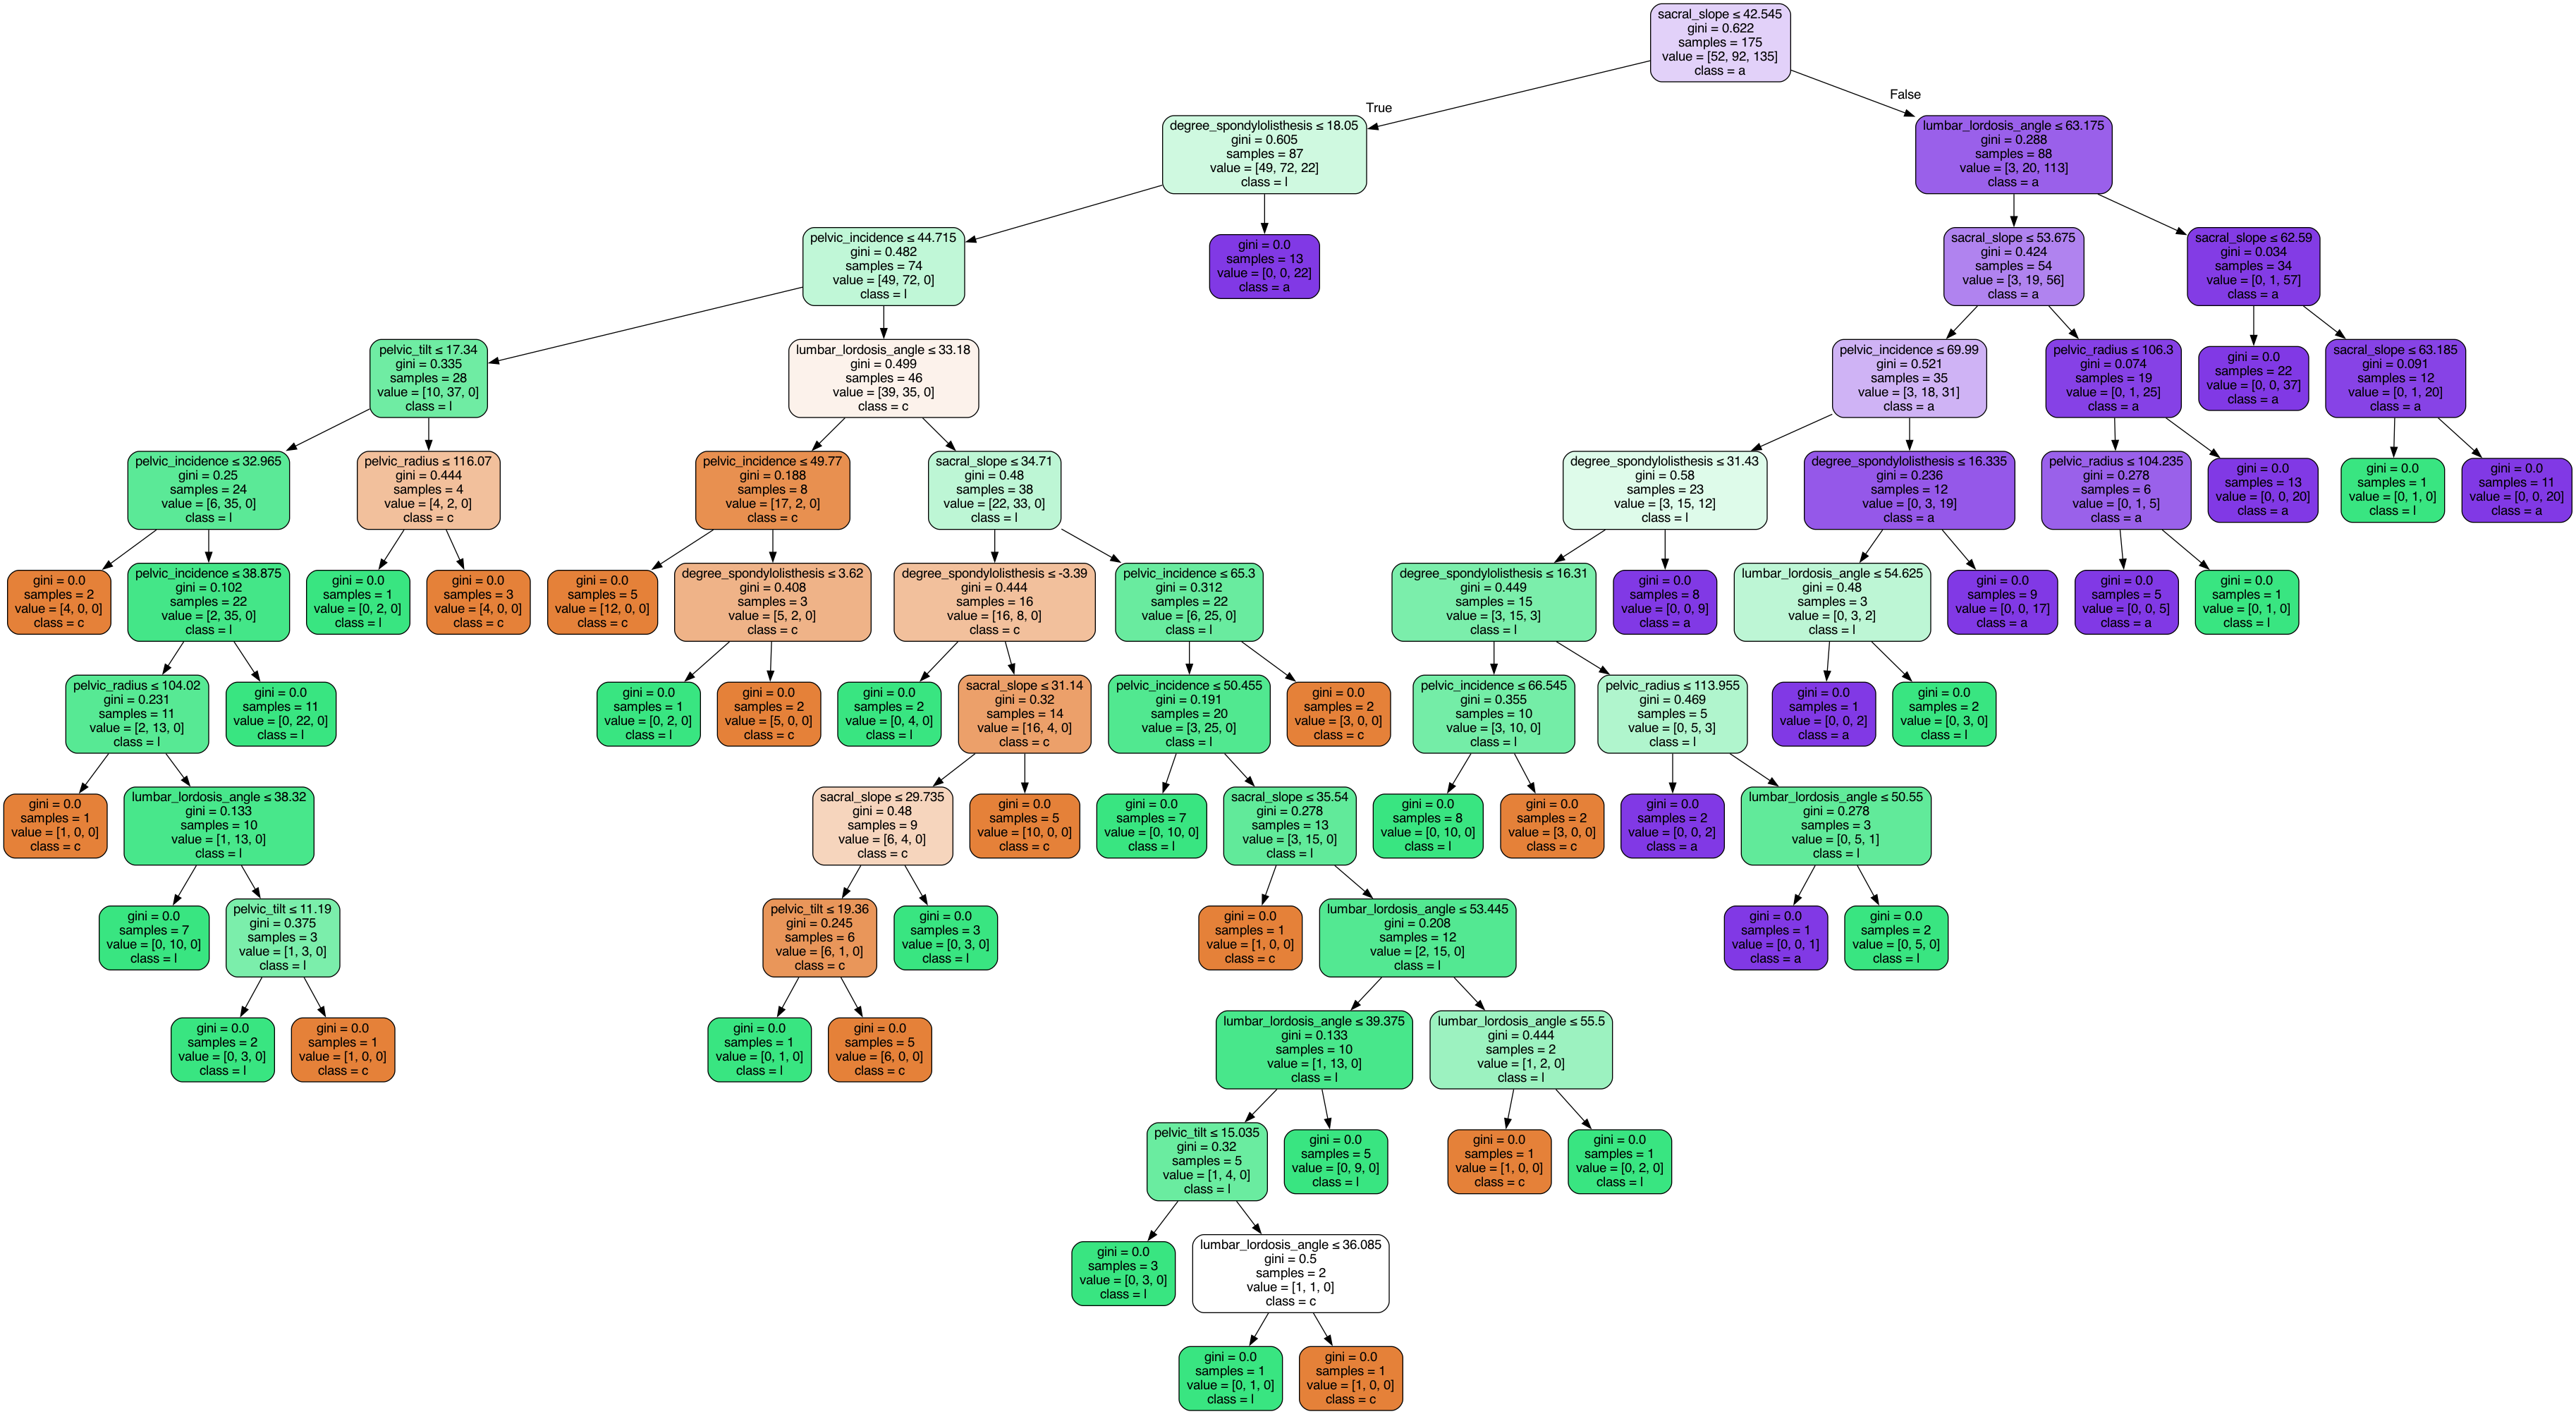 sacral_slope ≤ 42.545
gini = 0.622
samples = 175
value = [52, 92, 135]
class = a
True
False
degree_spondylolisthesis ≤ 18.05
gini = 0.605
samples = 87
value = [49, 72, 22]
class = l
lumbar_lordosis_angle ≤ 63.175
gini = 0.288
samples = 88
value = [3, 20, 113]
class = a
pelvic_incidence ≤ 44.715
gini = 0.482
samples = 74
value = [49, 72, 0]
class = l
gini = 0.0
samples = 13
value = [0, 0, 22]
class = a
sacral_slope ≤ 53.675
gini = 0.424
samples = 54
value = [3, 19, 56]
class = a
sacral_slope ≤ 62.59
gini = 0.034
samples = 34
value = [0, 1, 57]
class = a
pelvic_tilt ≤ 17.34
gini = 0.335
samples = 28
value = [10, 37, 0]
class = l
lumbar_lordosis_angle ≤ 33.18
gini = 0.499
samples = 46
value = [39, 35, 0]
class = c
pelvic_incidence ≤ 69.99
gini = 0.521
samples = 35
value = [3, 18, 31]
class = a
pelvic_radius ≤ 106.3
gini = 0.074
samples = 19
value = [0, 1, 25]
class = a
gini = 0.0
samples = 22
value = [0, 0, 37]
class = a
sacral_slope ≤ 63.185
gini = 0.091
samples = 12
value = [0, 1, 20]
class = a
pelvic_incidence ≤ 32.965
gini = 0.25
samples = 24
value = [6, 35, 0]
class = l
pelvic_radius ≤ 116.07
gini = 0.444
samples = 4
value = [4, 2, 0]
class = c
pelvic_incidence ≤ 49.77
gini = 0.188
samples = 8
value = [17, 2, 0]
class = c
sacral_slope ≤ 34.71
gini = 0.48
samples = 38
value = [22, 33, 0]
class = l
degree_spondylolisthesis ≤ 31.43
gini = 0.58
samples = 23
value = [3, 15, 12]
class = l
degree_spondylolisthesis ≤ 16.335
gini = 0.236
samples = 12
value = [0, 3, 19]
class = a
pelvic_radius ≤ 104.235
gini = 0.278
samples = 6
value = [0, 1, 5]
class = a
gini = 0.0
samples = 13
value = [0, 0, 20]
class = a
gini = 0.0
samples = 1
value = [0, 1, 0]
class = l
gini = 0.0
samples = 11
value = [0, 0, 20]
class = a
gini = 0.0
samples = 2
value = [4, 0, 0]
class = c
pelvic_incidence ≤ 38.875
gini = 0.102
samples = 22
value = [2, 35, 0]
class = l
gini = 0.0
samples = 1
value = [0, 2, 0]
class = l
gini = 0.0
samples = 3
value = [4, 0, 0]
class = c
gini = 0.0
samples = 5
value = [12, 0, 0]
class = c
degree_spondylolisthesis ≤ 3.62
gini = 0.408
samples = 3
value = [5, 2, 0]
class = c
degree_spondylolisthesis ≤ -3.39
gini = 0.444
samples = 16
value = [16, 8, 0]
class = c
pelvic_incidence ≤ 65.3
gini = 0.312
samples = 22
value = [6, 25, 0]
class = l
degree_spondylolisthesis ≤ 16.31
gini = 0.449
samples = 15
value = [3, 15, 3]
class = l
gini = 0.0
samples = 8
value = [0, 0, 9]
class = a
lumbar_lordosis_angle ≤ 54.625
gini = 0.48
samples = 3
value = [0, 3, 2]
class = l
gini = 0.0
samples = 9
value = [0, 0, 17]
class = a
gini = 0.0
samples = 5
value = [0, 0, 5]
class = a
gini = 0.0
samples = 1
value = [0, 1, 0]
class = l
pelvic_radius ≤ 104.02
gini = 0.231
samples = 11
value = [2, 13, 0]
class = l
gini = 0.0
samples = 11
value = [0, 22, 0]
class = l
gini = 0.0
samples = 1
value = [0, 2, 0]
class = l
gini = 0.0
samples = 2
value = [5, 0, 0]
class = c
gini = 0.0
samples = 2
value = [0, 4, 0]
class = l
sacral_slope ≤ 31.14
gini = 0.32
samples = 14
value = [16, 4, 0]
class = c
pelvic_incidence ≤ 50.455
gini = 0.191
samples = 20
value = [3, 25, 0]
class = l
gini = 0.0
samples = 2
value = [3, 0, 0]
class = c
pelvic_incidence ≤ 66.545
gini = 0.355
samples = 10
value = [3, 10, 0]
class = l
pelvic_radius ≤ 113.955
gini = 0.469
samples = 5
value = [0, 5, 3]
class = l
gini = 0.0
samples = 1
value = [0, 0, 2]
class = a
gini = 0.0
samples = 2
value = [0, 3, 0]
class = l
gini = 0.0
samples = 1
value = [1, 0, 0]
class = c
lumbar_lordosis_angle ≤ 38.32
gini = 0.133
samples = 10
value = [1, 13, 0]
class = l
sacral_slope ≤ 29.735
gini = 0.48
samples = 9
value = [6, 4, 0]
class = c
gini = 0.0
samples = 5
value = [10, 0, 0]
class = c
gini = 0.0
samples = 7
value = [0, 10, 0]
class = l
sacral_slope ≤ 35.54
gini = 0.278
samples = 13
value = [3, 15, 0]
class = l
gini = 0.0
samples = 8
value = [0, 10, 0]
class = l
gini = 0.0
samples = 2
value = [3, 0, 0]
class = c
gini = 0.0
samples = 2
value = [0, 0, 2]
class = a
lumbar_lordosis_angle ≤ 50.55
gini = 0.278
samples = 3
value = [0, 5, 1]
class = l
gini = 0.0
samples = 7
value = [0, 10, 0]
class = l
pelvic_tilt ≤ 11.19
gini = 0.375
samples = 3
value = [1, 3, 0]
class = l
pelvic_tilt ≤ 19.36
gini = 0.245
samples = 6
value = [6, 1, 0]
class = c
gini = 0.0
samples = 3
value = [0, 3, 0]
class = l
gini = 0.0
samples = 1
value = [1, 0, 0]
class = c
lumbar_lordosis_angle ≤ 53.445
gini = 0.208
samples = 12
value = [2, 15, 0]
class = l
gini = 0.0
samples = 1
value = [0, 0, 1]
class = a
gini = 0.0
samples = 2
value = [0, 5, 0]
class = l
gini = 0.0
samples = 2
value = [0, 3, 0]
class = l
gini = 0.0
samples = 1
value = [1, 0, 0]
class = c
gini = 0.0
samples = 1
value = [0, 1, 0]
class = l
gini = 0.0
samples = 5
value = [6, 0, 0]
class = c
lumbar_lordosis_angle ≤ 39.375
gini = 0.133
samples = 10
value = [1, 13, 0]
class = l
lumbar_lordosis_angle ≤ 55.5
gini = 0.444
samples = 2
value = [1, 2, 0]
class = l
pelvic_tilt ≤ 15.035
gini = 0.32
samples = 5
value = [1, 4, 0]
class = l
gini = 0.0
samples = 5
value = [0, 9, 0]
class = l
gini = 0.0
samples = 1
value = [1, 0, 0]
class = c
gini = 0.0
samples = 1
value = [0, 2, 0]
class = l
gini = 0.0
samples = 3
value = [0, 3, 0]
class = l
lumbar_lordosis_angle ≤ 36.085
gini = 0.5
samples = 2
value = [1, 1, 0]
class = c
gini = 0.0
samples = 1
value = [0, 1, 0]
class = l
gini = 0.0
samples = 1
value = [1, 0, 0]
class = c